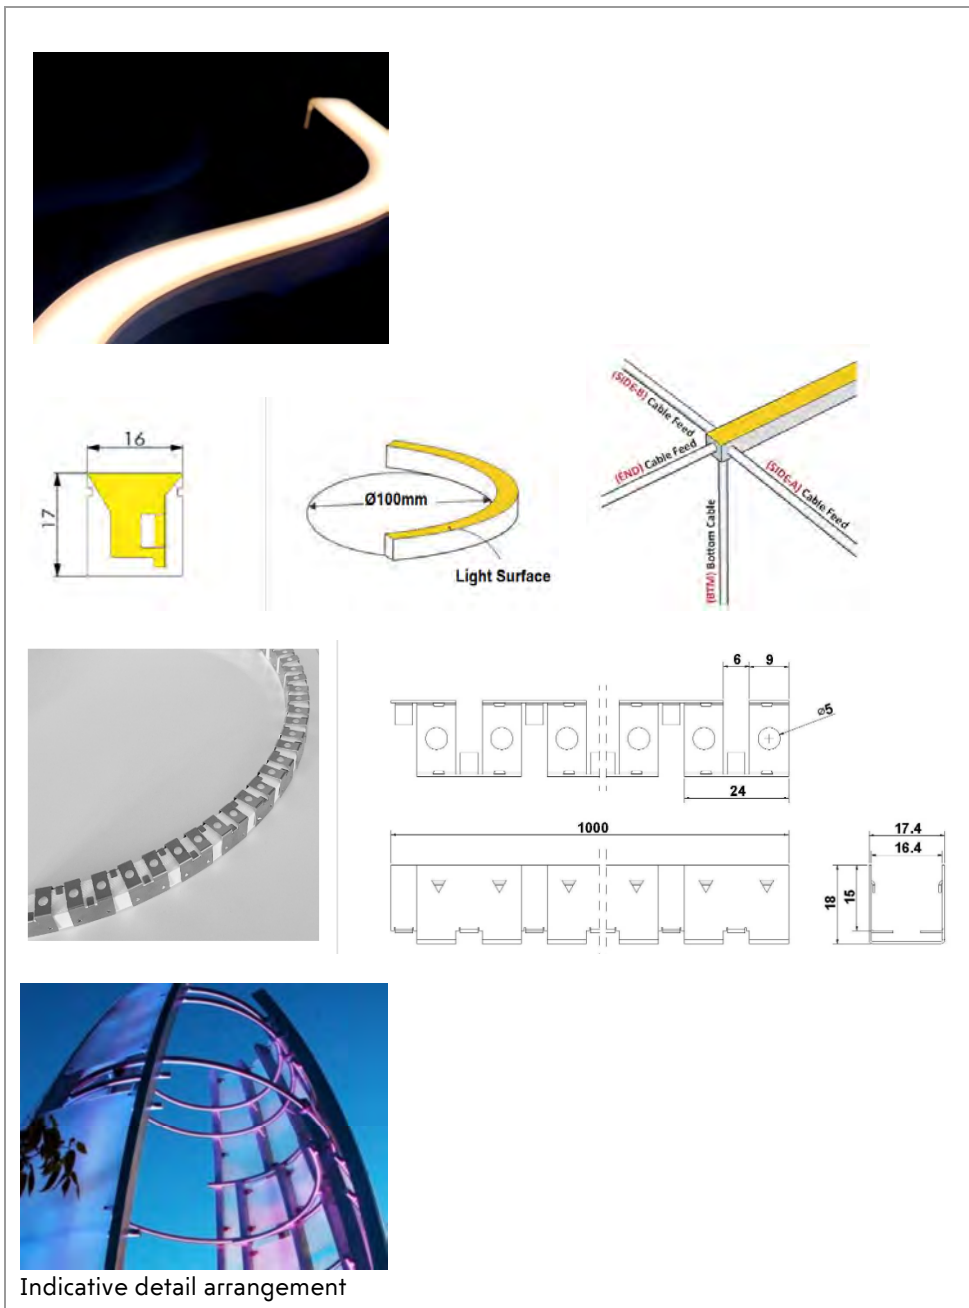 16
17
Ø100mm
Light Surface
(SIDE-B) Cable Feed
(END) Cable Feed
(SIDE-A) Cable Feed
(BTM) Bottom Cable
6
9
ø5
24
1000
17.4
16.4
18
15
Indicative detail arrangement